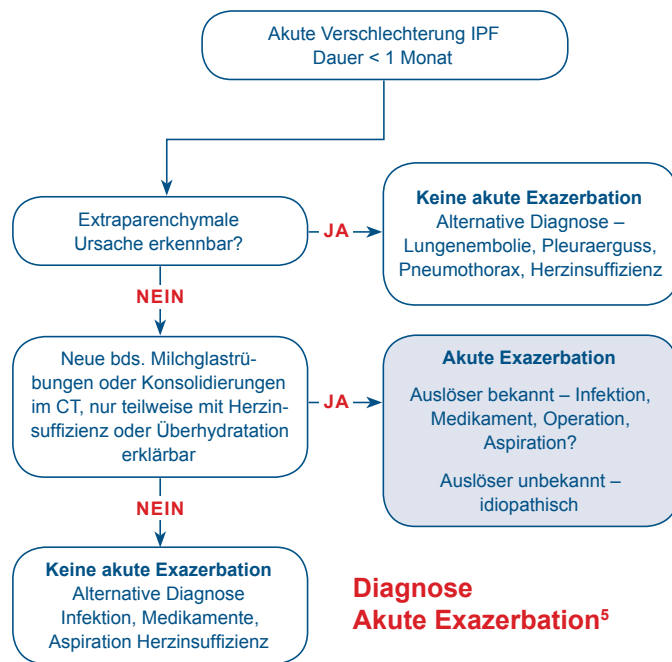 Akute Verschlechterung IPF
Dauer < 1 Monat
Extraparenchymale
Ursache erkennbar?
JA
Keine akute Exazerbation
Alternative Diagnose –
Lungenembolie, Pleuraerguss,
Pneumothorax, Herzinsuffizienz
NEIN
Neue bds. Milchglastrü-
bungen oder Konsolidierungen
im CT, nur teilweise mit Herzin-
suffizienz oder Überhydratation
erklärbar
JA
Akute Exazerbation
Auslöser bekannt – Infektion,
Medikament, Operation,
Aspiration?
Auslöser unbekannt –
idiopathisch
NEIN
Keine akute Exazerbation
Alternative Diagnose
Infektion, Medikamente,
Aspiration Herzinsuffizienz
Diagnose
Akute Exazerbation⁵